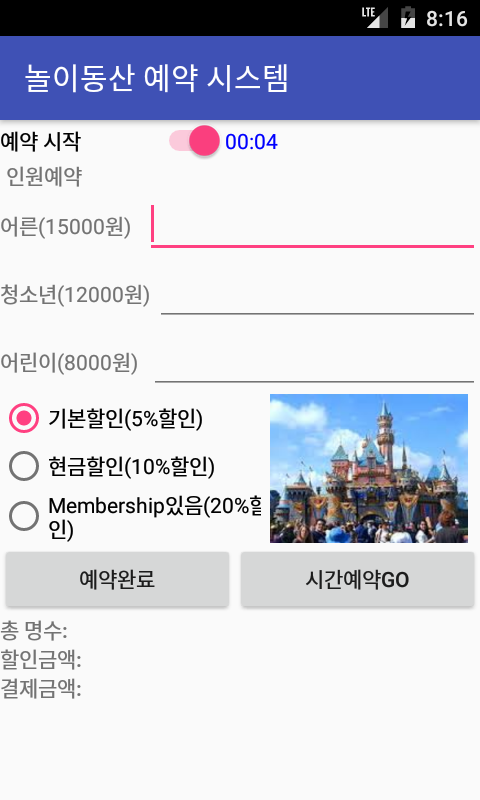 LTE 8:16
놀이동산 예약 시스템
예약 시작 00:04
인원예약
어른(15000원)
청소년(12000원)
어린이(8000원)
기본할인(5%할인)
현금할인(10%할인)
Membership있음(20%할
인)
예약완료 시간예약GO
총 명수:
할인금액:
결제금액: